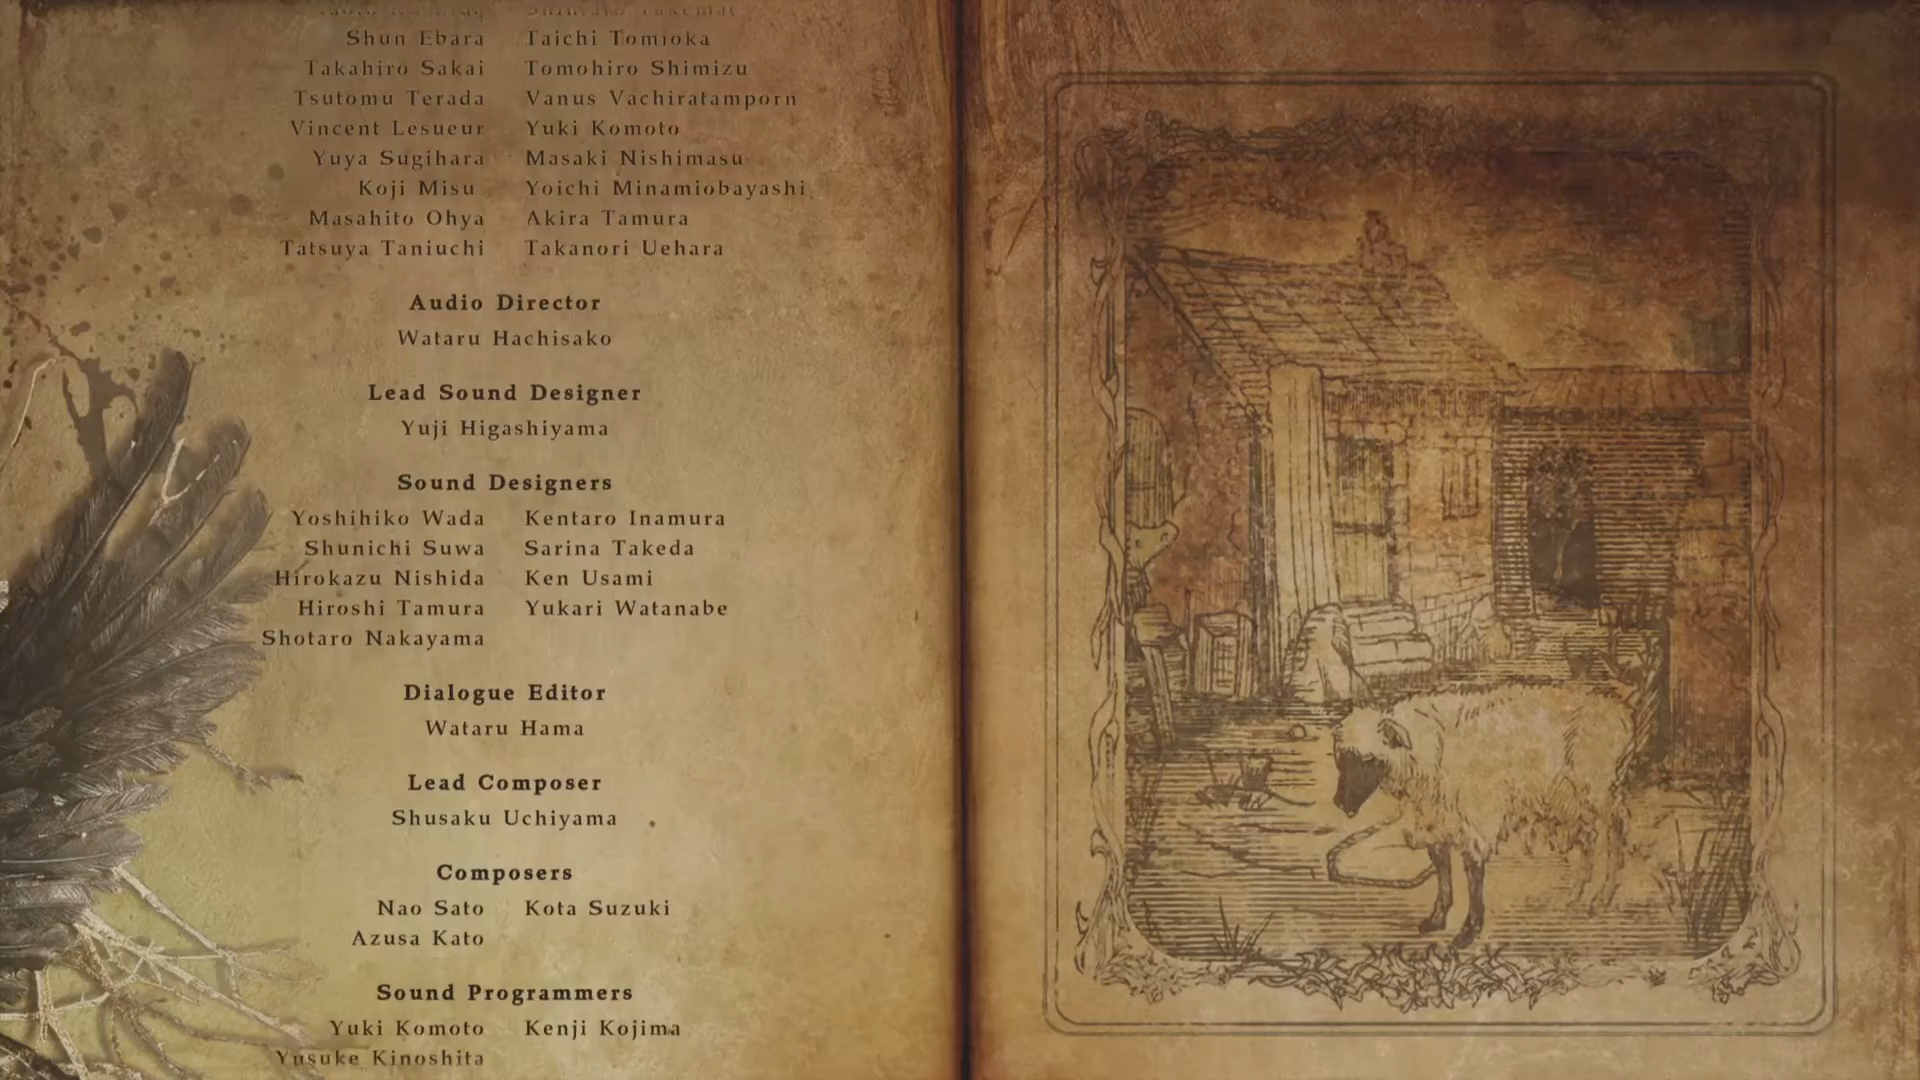 Shun Ebara Taichi Tomioka
Takahiro Sakai Tomohiro Shimizu
Tsutomu Terada Vanus Vachiratamporn
Vincent Lesueur Yuki Komoto
Yuya Sugihara Masaki Nishimasu
Koji Misu Yoichi Minamiobayashi
Masahito Ohya Akira Tamura
Tatsuya Taniuchi Takanori Uehara
Audio Director
Wataru Hachisako
Lead Sound Designer
Yuji Higashiyama
Sound Designers
Yoshihiko Wada Kentaro Inamura
Shunichi Suwa Sarina Takeda
Hirokazu Nishida Ken Usami
Hiroshi Tamura Yukari Watanabe
Shotaro Nakayama
Dialogue Editor
Wataru Hama
Lead Composer
Shusaku Uchiyama
Composers
Nao Sato Kota Suzuki
Azusa Kato
Sound Programmers
Yuki Komoto Kenji Kojima
Yusuke Kinoshita